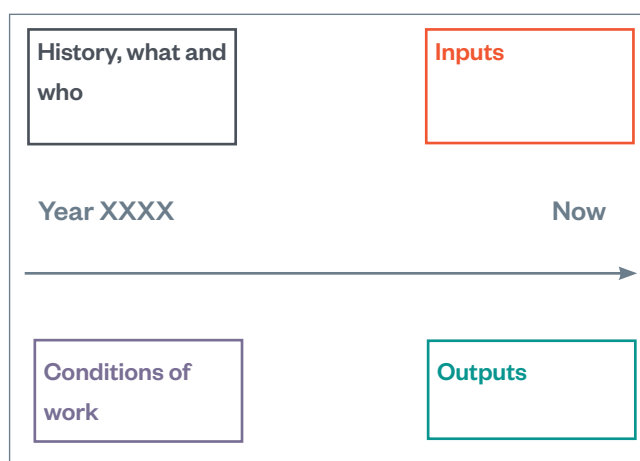 History, what and
who
Inputs
Year XXXX
Now
Conditions of
work
Outputs